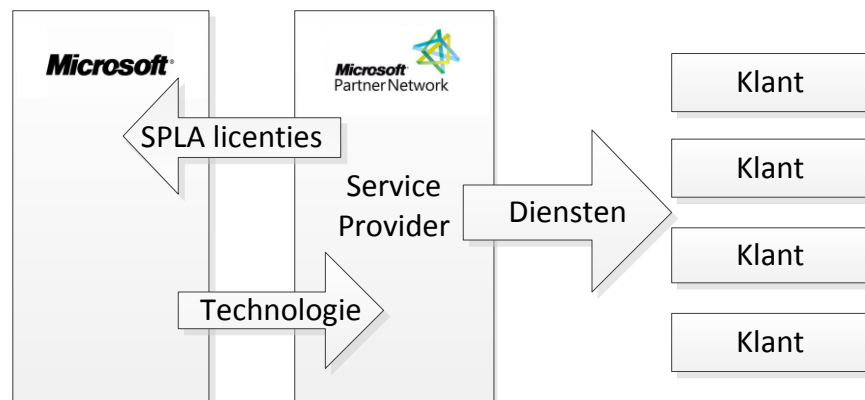 Microsoft
Microsoft
Partner Network
SPLA licenties
Service
Provider
Technologie
Diensten
Klant
Klant
Klant
Klant